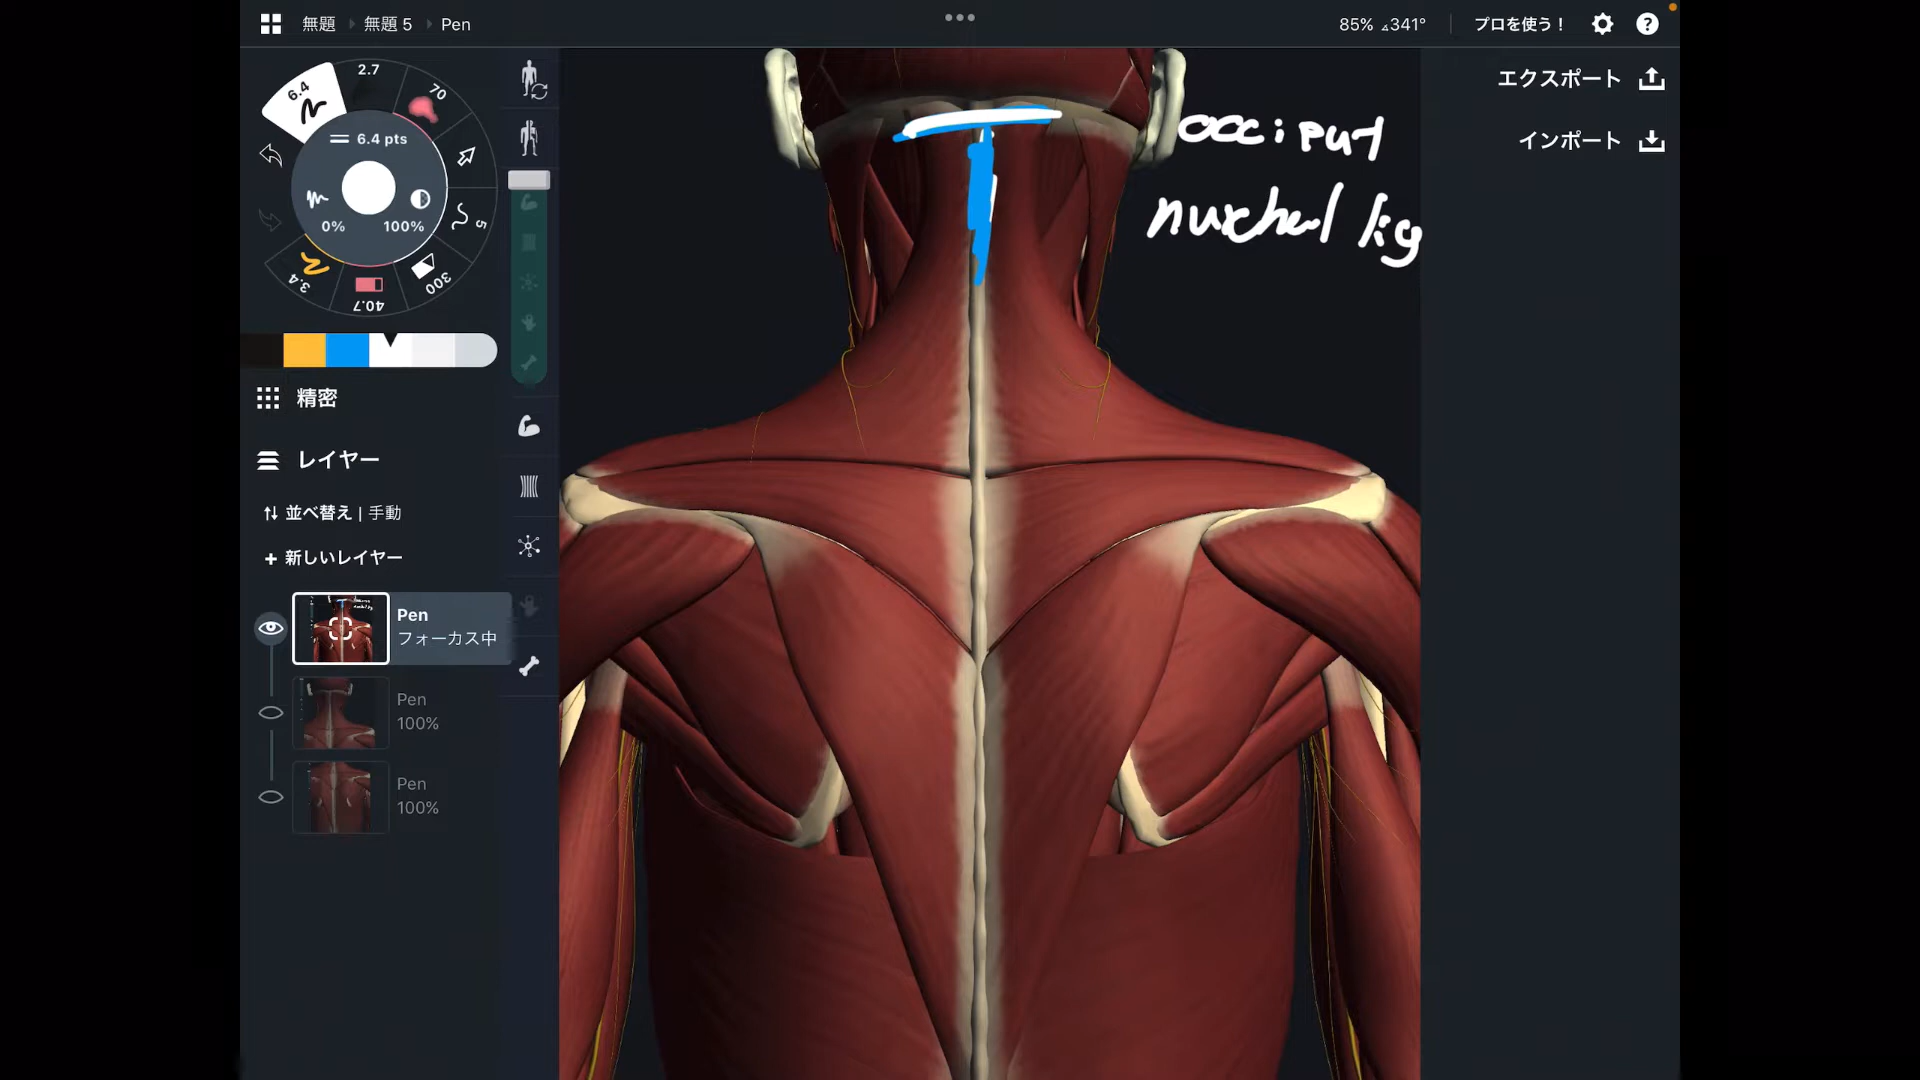 無題 無題 5 Pen
85% ⊿341°
プロを使う！
エクスポート
インポート
6.4
2.7
70
6.4 pts
5
0%
100%
3.4
40.7
300
精密
レイヤー
並べ替え | 手動
+ 新しいレイヤー
Pen
フォーカス中
Pen
100%
Pen
100%
occiput
nuchal lig